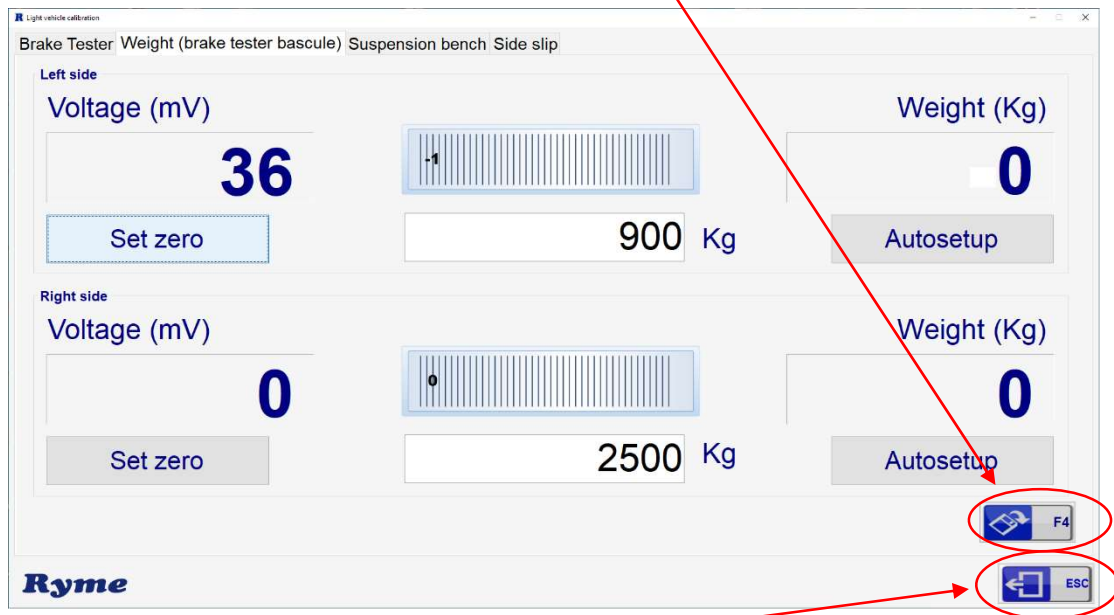 R Light vehicle calibration
Brake Tester Weight (brake tester bascule) Suspension bench Side slip
Left side
Voltage (mV) Weight (Kg)
36 -1 0
Set zero 900 Kg Autosetup
Right side
Voltage (mV) Weight (Kg)
0 0 0
Set zero 2500 Kg Autosetup
F4
Ryme ESC